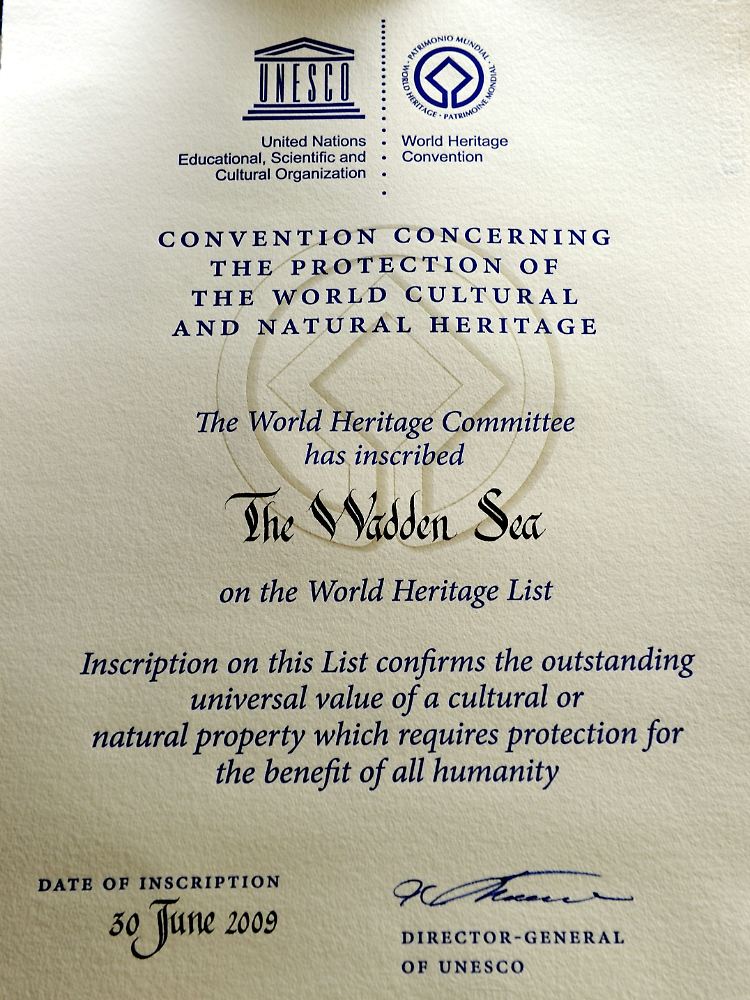 UNESCO
United Nations
Educational, Scientific and
Cultural Organization
PATRIMONIO MUNDIAL · WORLD HERITAGE · PATRIMOINE MONDIAL ·
World Heritage
Convention
CONVENTION CONCERNING
THE PROTECTION OF
THE WORLD CULTURAL
AND NATURAL HERITAGE
The World Heritage Committee
has inscribed
The Wadden Sea
on the World Heritage List
Inscription on this List confirms the outstanding
universal value of a cultural or
natural property which requires protection for
the benefit of all humanity
DATE OF INSCRIPTION
30 June 2009
DIRECTOR-GENERAL
OF UNESCO